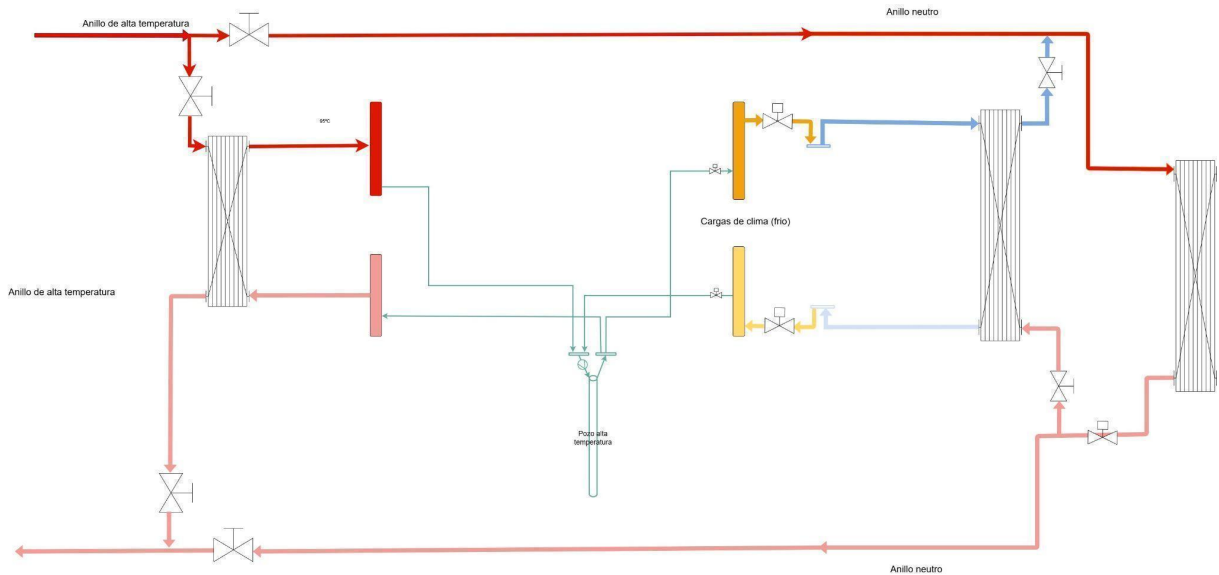 Anillo neutro
Anillo de alta temperatura
Cargas de clima (frio)
Anillo de alta temperatura
Pozo alta
temperatura
Anillo neutro